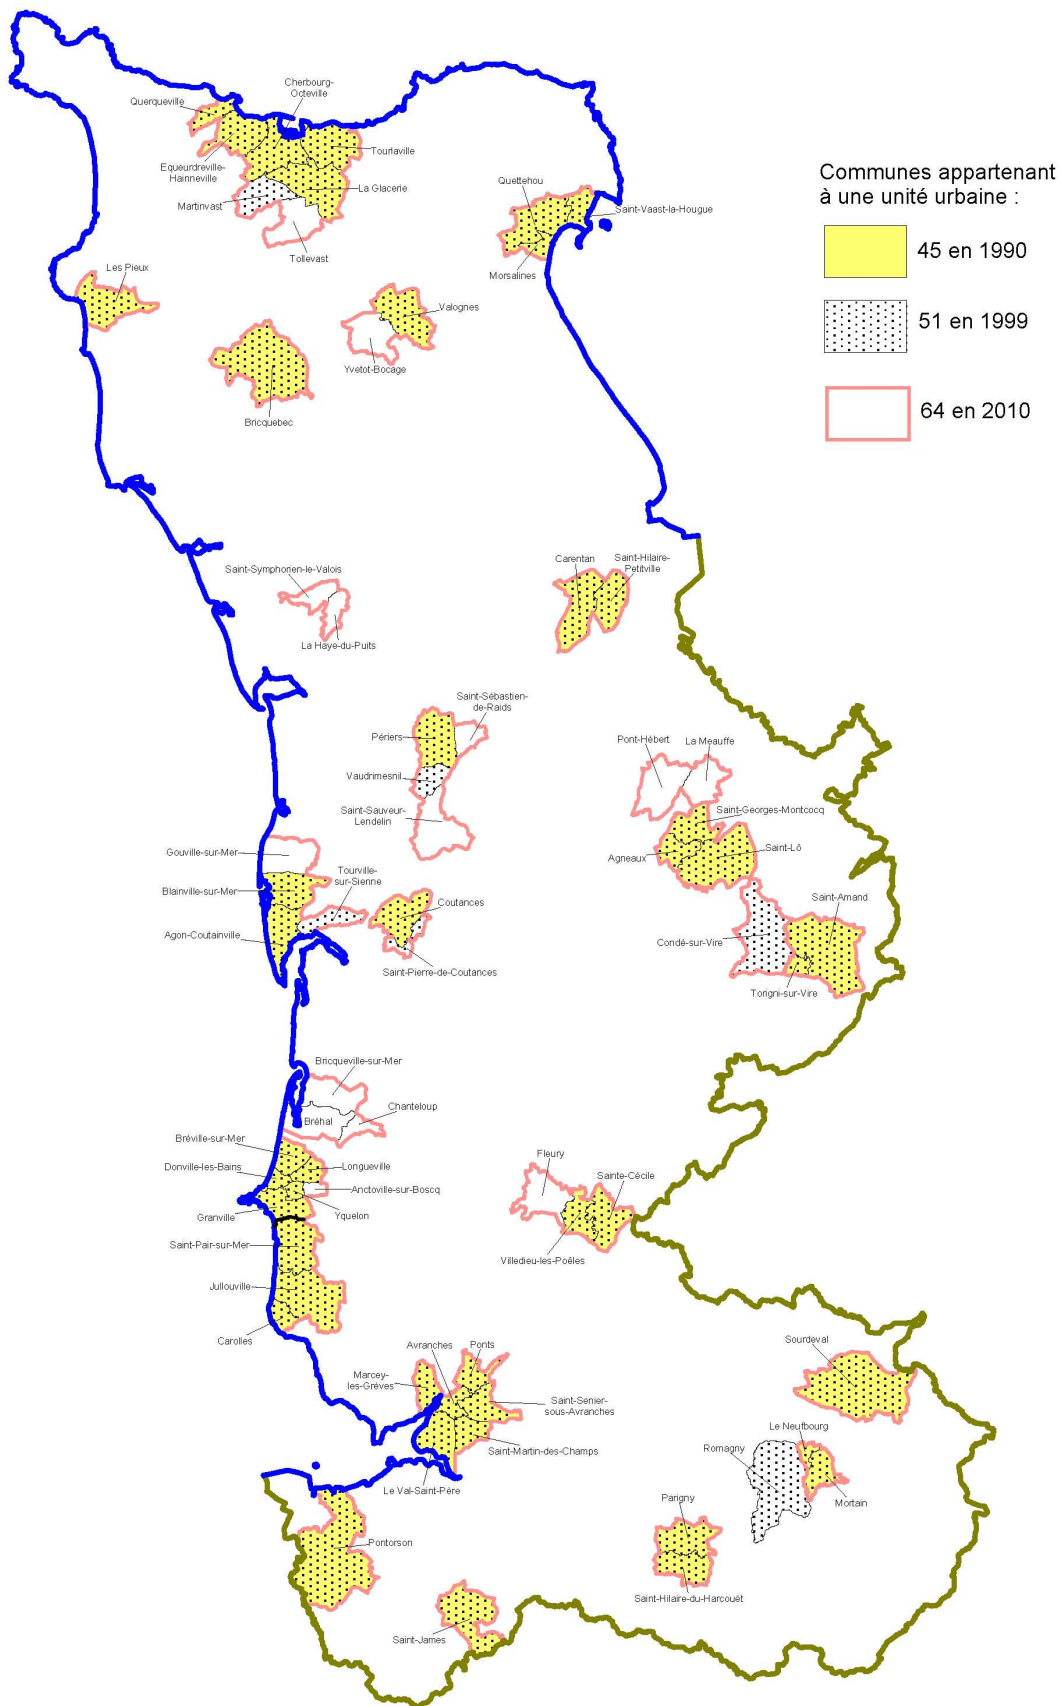 Cherbourg-
Octeville
Querqueville
Tourlaville
Equeurdreville-
Hainneville
La Glacerie
Martinvast
Tollevast
Quettehou
Saint-Vaast-la-Hougue
Morsalines
Communes appartenant
à une unité urbaine :
45 en 1990
51 en 1999
64 en 2010
Les Pieux
Valognes
Yvetot-Bocage
Bricquebec
Carentan
Saint-Hilaire-
Petitville
Saint-Symphorien-le-Valois
La Haye-du-Puits
Saint-Sébastien-
de-Raids
Périers
Vaudrimesnil
Saint-Sauveur-
Lendelin
Pont-Hébert
La Meauffe
Saint-Georges-Montcocq
Agneaux
Saint-Lô
Gouville-sur-Mer
Tourville-
sur-Sienne
Blainville-sur-Mer
Agon-Coutainville
Coutances
Saint-Pierre-de-Coutances
Saint-Amand
Condé-sur-Vire
Torigni-sur-Vire
Bricqueville-sur-Mer
Chanteloup
Bréhal
Bréville-sur-Mer
Donville-les-Bains
Longueville
Anctoville-sur-Boscq
Yquelon
Granville
Saint-Pair-sur-Mer
Jullouville
Carolles
Fleury
Sainte-Cécile
Villedieu-les-Poëles
Avranches
Ponts
Marcey-
les-Grèves
Saint-Senier-
sous-Avranches
Saint-Martin-des-Champs
Le Val-Saint-Père
Sourdeval
Le Neufbourg
Romagny
Mortain
Parigny
Saint-Hilaire-du-Harcouët
Pontorson
Saint-James